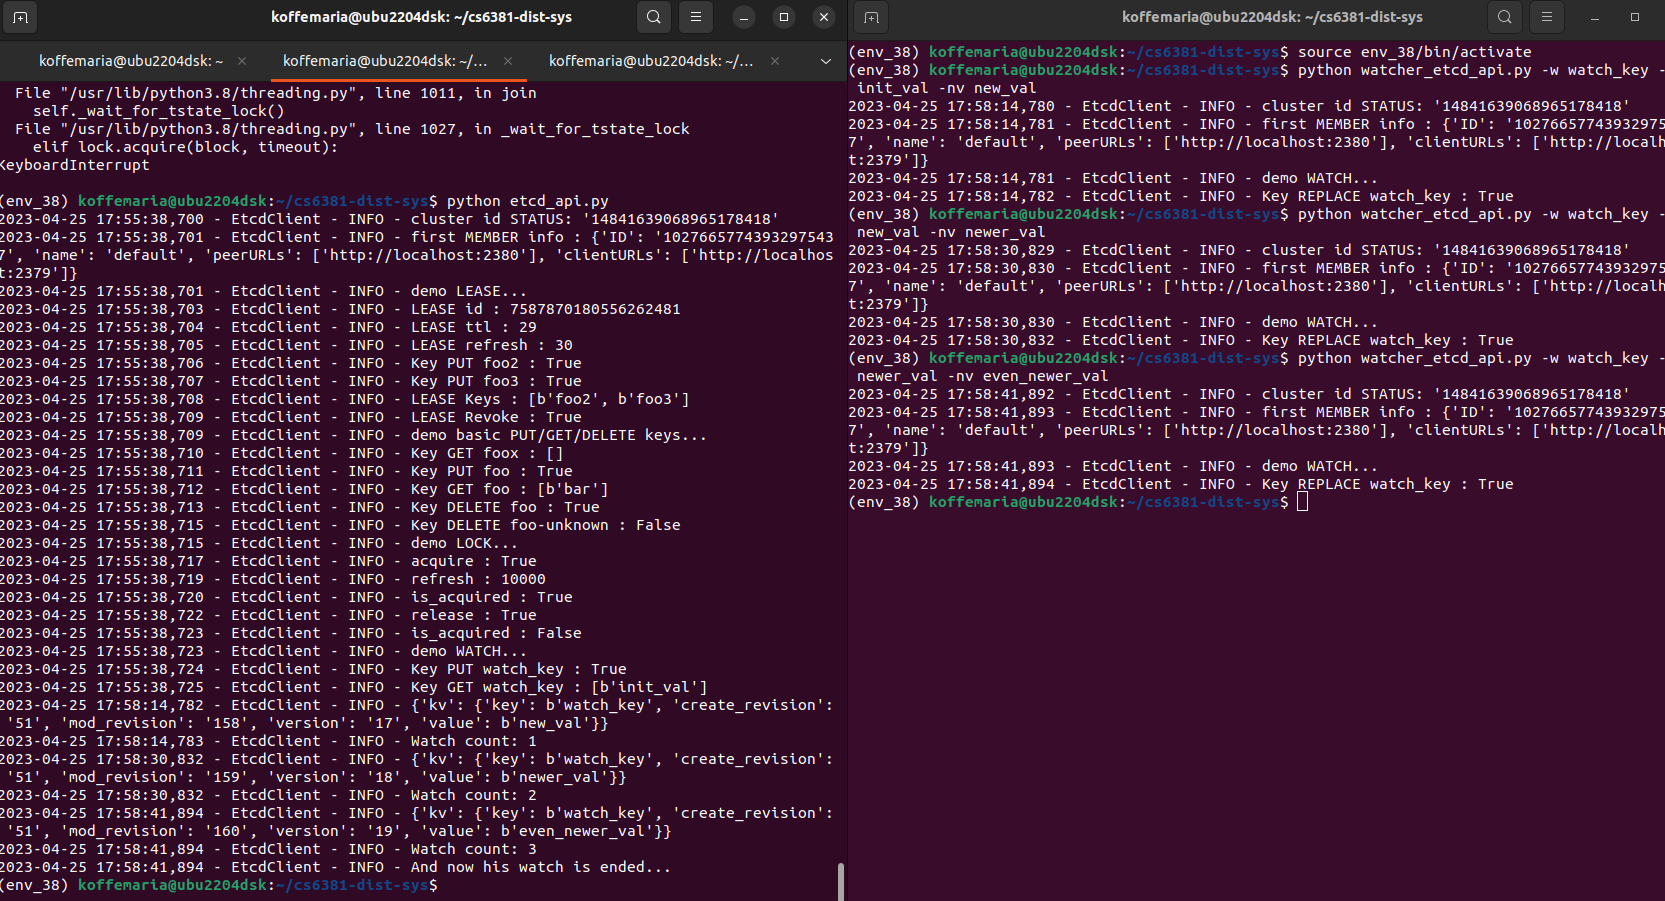 koffemaria@ubu2204dsk: ~/cs6381-dist-sys
koffemaria@ubu2204dsk: ~
koffemaria@ubu2204dsk: ~/...
koffemaria@ubu2204dsk: ~/...
File "/usr/lib/python3.8/threading.py", line 1011, in join
self._wait_for_tstate_lock()
File "/usr/lib/python3.8/threading.py", line 1027, in _wait_for_tstate_lock
elif lock.acquire(block, timeout):
KeyboardInterrupt
(env_38) koffemaria@ubu2204dsk:~/cs6381-dist-sys$ python etcd_api.py
2023-04-25 17:55:38,700 - EtcdClient - INFO - cluster id STATUS: '14841639068965178418'
2023-04-25 17:55:38,701 - EtcdClient - INFO - first MEMBER info : {'ID': '1027665774393297543
7', 'name': 'default', 'peerURLs': ['http://localhost:2380'], 'clientURLs': ['http://localhos
t:2379']}
2023-04-25 17:55:38,701 - EtcdClient - INFO - demo LEASE...
2023-04-25 17:55:38,703 - EtcdClient - INFO - LEASE id : 7587870180556262481
2023-04-25 17:55:38,704 - EtcdClient - INFO - LEASE ttl : 29
2023-04-25 17:55:38,705 - EtcdClient - INFO - LEASE refresh : 30
2023-04-25 17:55:38,706 - EtcdClient - INFO - Key PUT foo2 : True
2023-04-25 17:55:38,707 - EtcdClient - INFO - Key PUT foo3 : True
2023-04-25 17:55:38,708 - EtcdClient - INFO - LEASE Keys : [b'foo2', b'foo3']
2023-04-25 17:55:38,709 - EtcdClient - INFO - LEASE Revoke : True
2023-04-25 17:55:38,709 - EtcdClient - INFO - demo basic PUT/GET/DELETE keys...
2023-04-25 17:55:38,710 - EtcdClient - INFO - Key GET foox : []
2023-04-25 17:55:38,711 - EtcdClient - INFO - Key PUT foo : True
2023-04-25 17:55:38,712 - EtcdClient - INFO - Key GET foo : [b'bar']
2023-04-25 17:55:38,713 - EtcdClient - INFO - Key DELETE foo : True
2023-04-25 17:55:38,715 - EtcdClient - INFO - Key DELETE foo-unknown : False
2023-04-25 17:55:38,715 - EtcdClient - INFO - demo LOCK...
2023-04-25 17:55:38,717 - EtcdClient - INFO - acquire : True
2023-04-25 17:55:38,719 - EtcdClient - INFO - refresh : 10000
2023-04-25 17:55:38,720 - EtcdClient - INFO - is_acquired : True
2023-04-25 17:55:38,722 - EtcdClient - INFO - release : True
2023-04-25 17:55:38,723 - EtcdClient - INFO - is_acquired : False
2023-04-25 17:55:38,723 - EtcdClient - INFO - demo WATCH...
2023-04-25 17:55:38,724 - EtcdClient - INFO - Key PUT watch_key : True
2023-04-25 17:55:38,725 - EtcdClient - INFO - Key GET watch_key : [b'init_val']
2023-04-25 17:58:14,782 - EtcdClient - INFO - {'kv': {'key': b'watch_key', 'create_revision':
'51', 'mod_revision': '158', 'version': '17', 'value': b'new_val'}}
2023-04-25 17:58:14,783 - EtcdClient - INFO - Watch count: 1
2023-04-25 17:58:30,832 - EtcdClient - INFO - {'kv': {'key': b'watch_key', 'create_revision':
'51', 'mod_revision': '159', 'version': '18', 'value': b'newer_val'}}
2023-04-25 17:58:30,832 - EtcdClient - INFO - Watch count: 2
2023-04-25 17:58:41,894 - EtcdClient - INFO - {'kv': {'key': b'watch_key', 'create_revision':
'51', 'mod_revision': '160', 'version': '19', 'value': b'even_newer_val'}}
2023-04-25 17:58:41,894 - EtcdClient - INFO - Watch count: 3
2023-04-25 17:58:41,894 - EtcdClient - INFO - And now his watch is ended...
(env_38) koffemaria@ubu2204dsk:~/cs6381-dist-sys$
koffemaria@ubu2204dsk: ~/cs6381-dist-sys
(env_38) koffemaria@ubu2204dsk:~/cs6381-dist-sys$ source env_38/bin/activate
(env_38) koffemaria@ubu2204dsk:~/cs6381-dist-sys$ python watcher_etcd_api.py -w watch_key -
init_val -nv new_val
2023-04-25 17:58:14,780 - EtcdClient - INFO - cluster id STATUS: '14841639068965178418'
2023-04-25 17:58:14,781 - EtcdClient - INFO - first MEMBER info : {'ID': '10276657743932975
7', 'name': 'default', 'peerURLs': ['http://localhost:2380'], 'clientURLs': ['http://localh
t:2379']}
2023-04-25 17:58:14,781 - EtcdClient - INFO - demo WATCH...
2023-04-25 17:58:14,782 - EtcdClient - INFO - Key REPLACE watch_key : True
(env_38) koffemaria@ubu2204dsk:~/cs6381-dist-sys$ python watcher_etcd_api.py -w watch_key -
new_val -nv newer_val
2023-04-25 17:58:30,829 - EtcdClient - INFO - cluster id STATUS: '14841639068965178418'
2023-04-25 17:58:30,830 - EtcdClient - INFO - first MEMBER info : {'ID': '10276657743932975
7', 'name': 'default', 'peerURLs': ['http://localhost:2380'], 'clientURLs': ['http://localh
t:2379']}
2023-04-25 17:58:30,830 - EtcdClient - INFO - demo WATCH...
2023-04-25 17:58:30,832 - EtcdClient - INFO - Key REPLACE watch_key : True
(env_38) koffemaria@ubu2204dsk:~/cs6381-dist-sys$ python watcher_etcd_api.py -w watch_key -
newer_val -nv even_newer_val
2023-04-25 17:58:41,892 - EtcdClient - INFO - cluster id STATUS: '14841639068965178418'
2023-04-25 17:58:41,893 - EtcdClient - INFO - first MEMBER info : {'ID': '10276657743932975
7', 'name': 'default', 'peerURLs': ['http://localhost:2380'], 'clientURLs': ['http://localh
t:2379']}
2023-04-25 17:58:41,893 - EtcdClient - INFO - demo WATCH...
2023-04-25 17:58:41,894 - EtcdClient - INFO - Key REPLACE watch_key : True
(env_38) koffemaria@ubu2204dsk:~/cs6381-dist-sys$